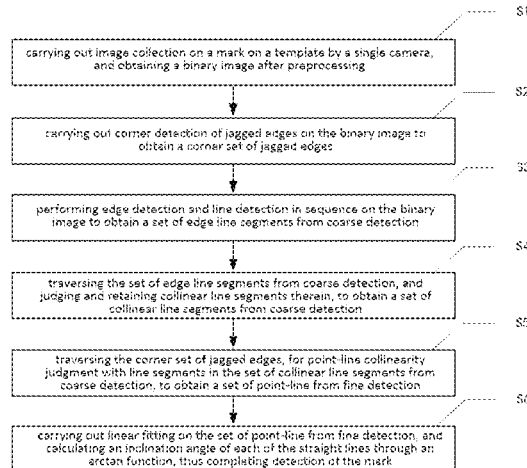 S1
carrying out image collection on a mark on a template by a single camera,
and obtaining a binary image after preprocessing
S2
carrying out corner detection of jagged edges on the binary image to
obtain a corner set of jagged edges
S3
performing edge detection and line detection in sequence on the binary
image to obtain a set of edge line segments from coarse detection
S4
traversing the set of edge line segments from coarse detection, and
judging and retaining collinear line segments therein, to obtain a set of
collinear line segments from coarse detection
S5
traversing the corner set of jagged edges, for point-line collinearity
judgment with line segments in the set of collinear line segments from
coarse detection, to obtain a set of point-line from fine detection
S6
carrying out linear fitting on the set of point-line from fine detection, and
calculating an inclination angle of each of the straight lines through an
arctan function, thus completing detection of the mark